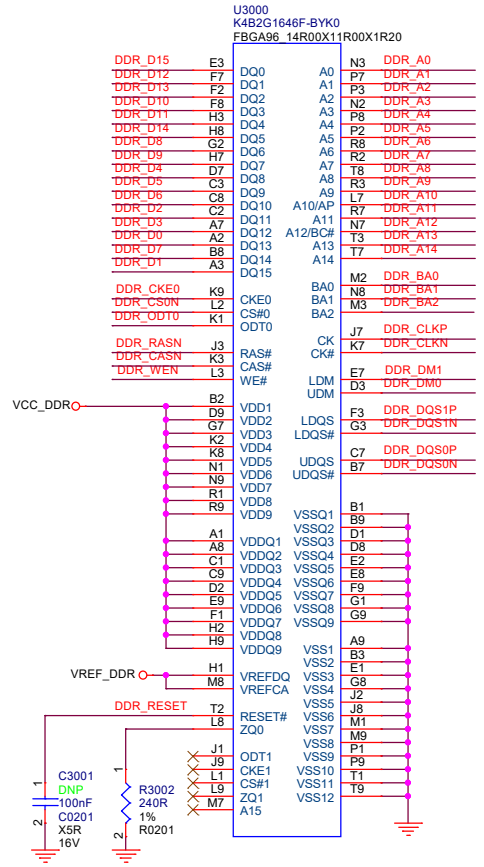 U3000
K4B2G1646F-BYK0
FBGA96_14R00X11R00X1R20
DDR_D15 E3 DQ0 A0 N3 DDR_A0
DDR_D12 F7 DQ1 A1 P7 DDR_A1
DDR_D13 F2 DQ2 A2 P3 DDR_A2
DDR_D10 F8 DQ3 A3 N2 DDR_A3
DDR_D11 H3 DQ4 A4 P8 DDR_A4
DDR_D14 H8 DQ5 A5 P2 DDR_A5
DDR_D8 G2 DQ6 A6 R8 DDR_A6
DDR_D9 H7 DQ7 A7 R2 DDR_A7
DDR_D4 D7 DQ8 A8 T8 DDR_A8
DDR_D5 C3 DQ9 A9 R3 DDR_A9
DDR_D6 C8 DQ10 A10/AP L7 DDR_A10
DDR_D2 C2 DQ11 A11 R7 DDR_A11
DDR_D3 A7 DQ12 A12/BC# N7 DDR_A12
DDR_D0 A2 DQ13 A13 T3 DDR_A13
DDR_D7 B8 DQ14 A14 T7 DDR_A14
DDR_D1 A3 DQ15
BA0 M2 DDR_BA0
DDR_CKE0 K9 CKE0 BA1 N8 DDR_BA1
DDR_CS0N L2 CS#0 BA2 M3 DDR_BA2
DDR_ODT0 K1 ODT0
CK J7 DDR_CLKP
DDR_RASN J3 RAS# CK# K7 DDR_CLKN
DDR_CASN K3 CAS#
DDR_WEN L3 WE# LDM E7 DDR_DM1
UDM D3 DDR_DM0
VCC_DDR B2 VDD1
D9 VDD2 LDQS F3 DDR_DQS1P
G7 VDD3 LDQS# G3 DDR_DQS1N
K2 VDD4
K8 VDD5 UDQS C7 DDR_DQS0P
N1 VDD6 UDQS# B7 DDR_DQS0N
N9 VDD7
R1 VDD8
R9 VDD9 VSSQ1 B1
VSSQ2 B9
A1 VDDQ1 VSSQ3 D1
A8 VDDQ2 VSSQ4 D8
C1 VDDQ3 VSSQ5 E2
C9 VDDQ4 VSSQ6 E8
D2 VDDQ5 VSSQ7 F9
E9 VDDQ6 VSSQ8 G1
F1 VDDQ7 VSSQ9 G9
H2 VDDQ8
H9 VDDQ9 VSS1 A9
VSS2 B3
VREF_DDR H1 VREFDQ VSS3 E1
M8 VREFCA VSS4 G8
VSS5 J2
DDR_RESET T2 RESET# VSS6 J8
L8 ZQ0 VSS7 M1
VSS8 M9
J1 ODT1 VSS9 P1
J9 CKE1 VSS10 P9
L1 CS#1 VSS11 T1
L9 ZQ1 VSS12 T9
M7 A15
1
C3001
DNP
100nF
C0201
X5R
16V
2
1
R3002
240R
1%
R0201
2